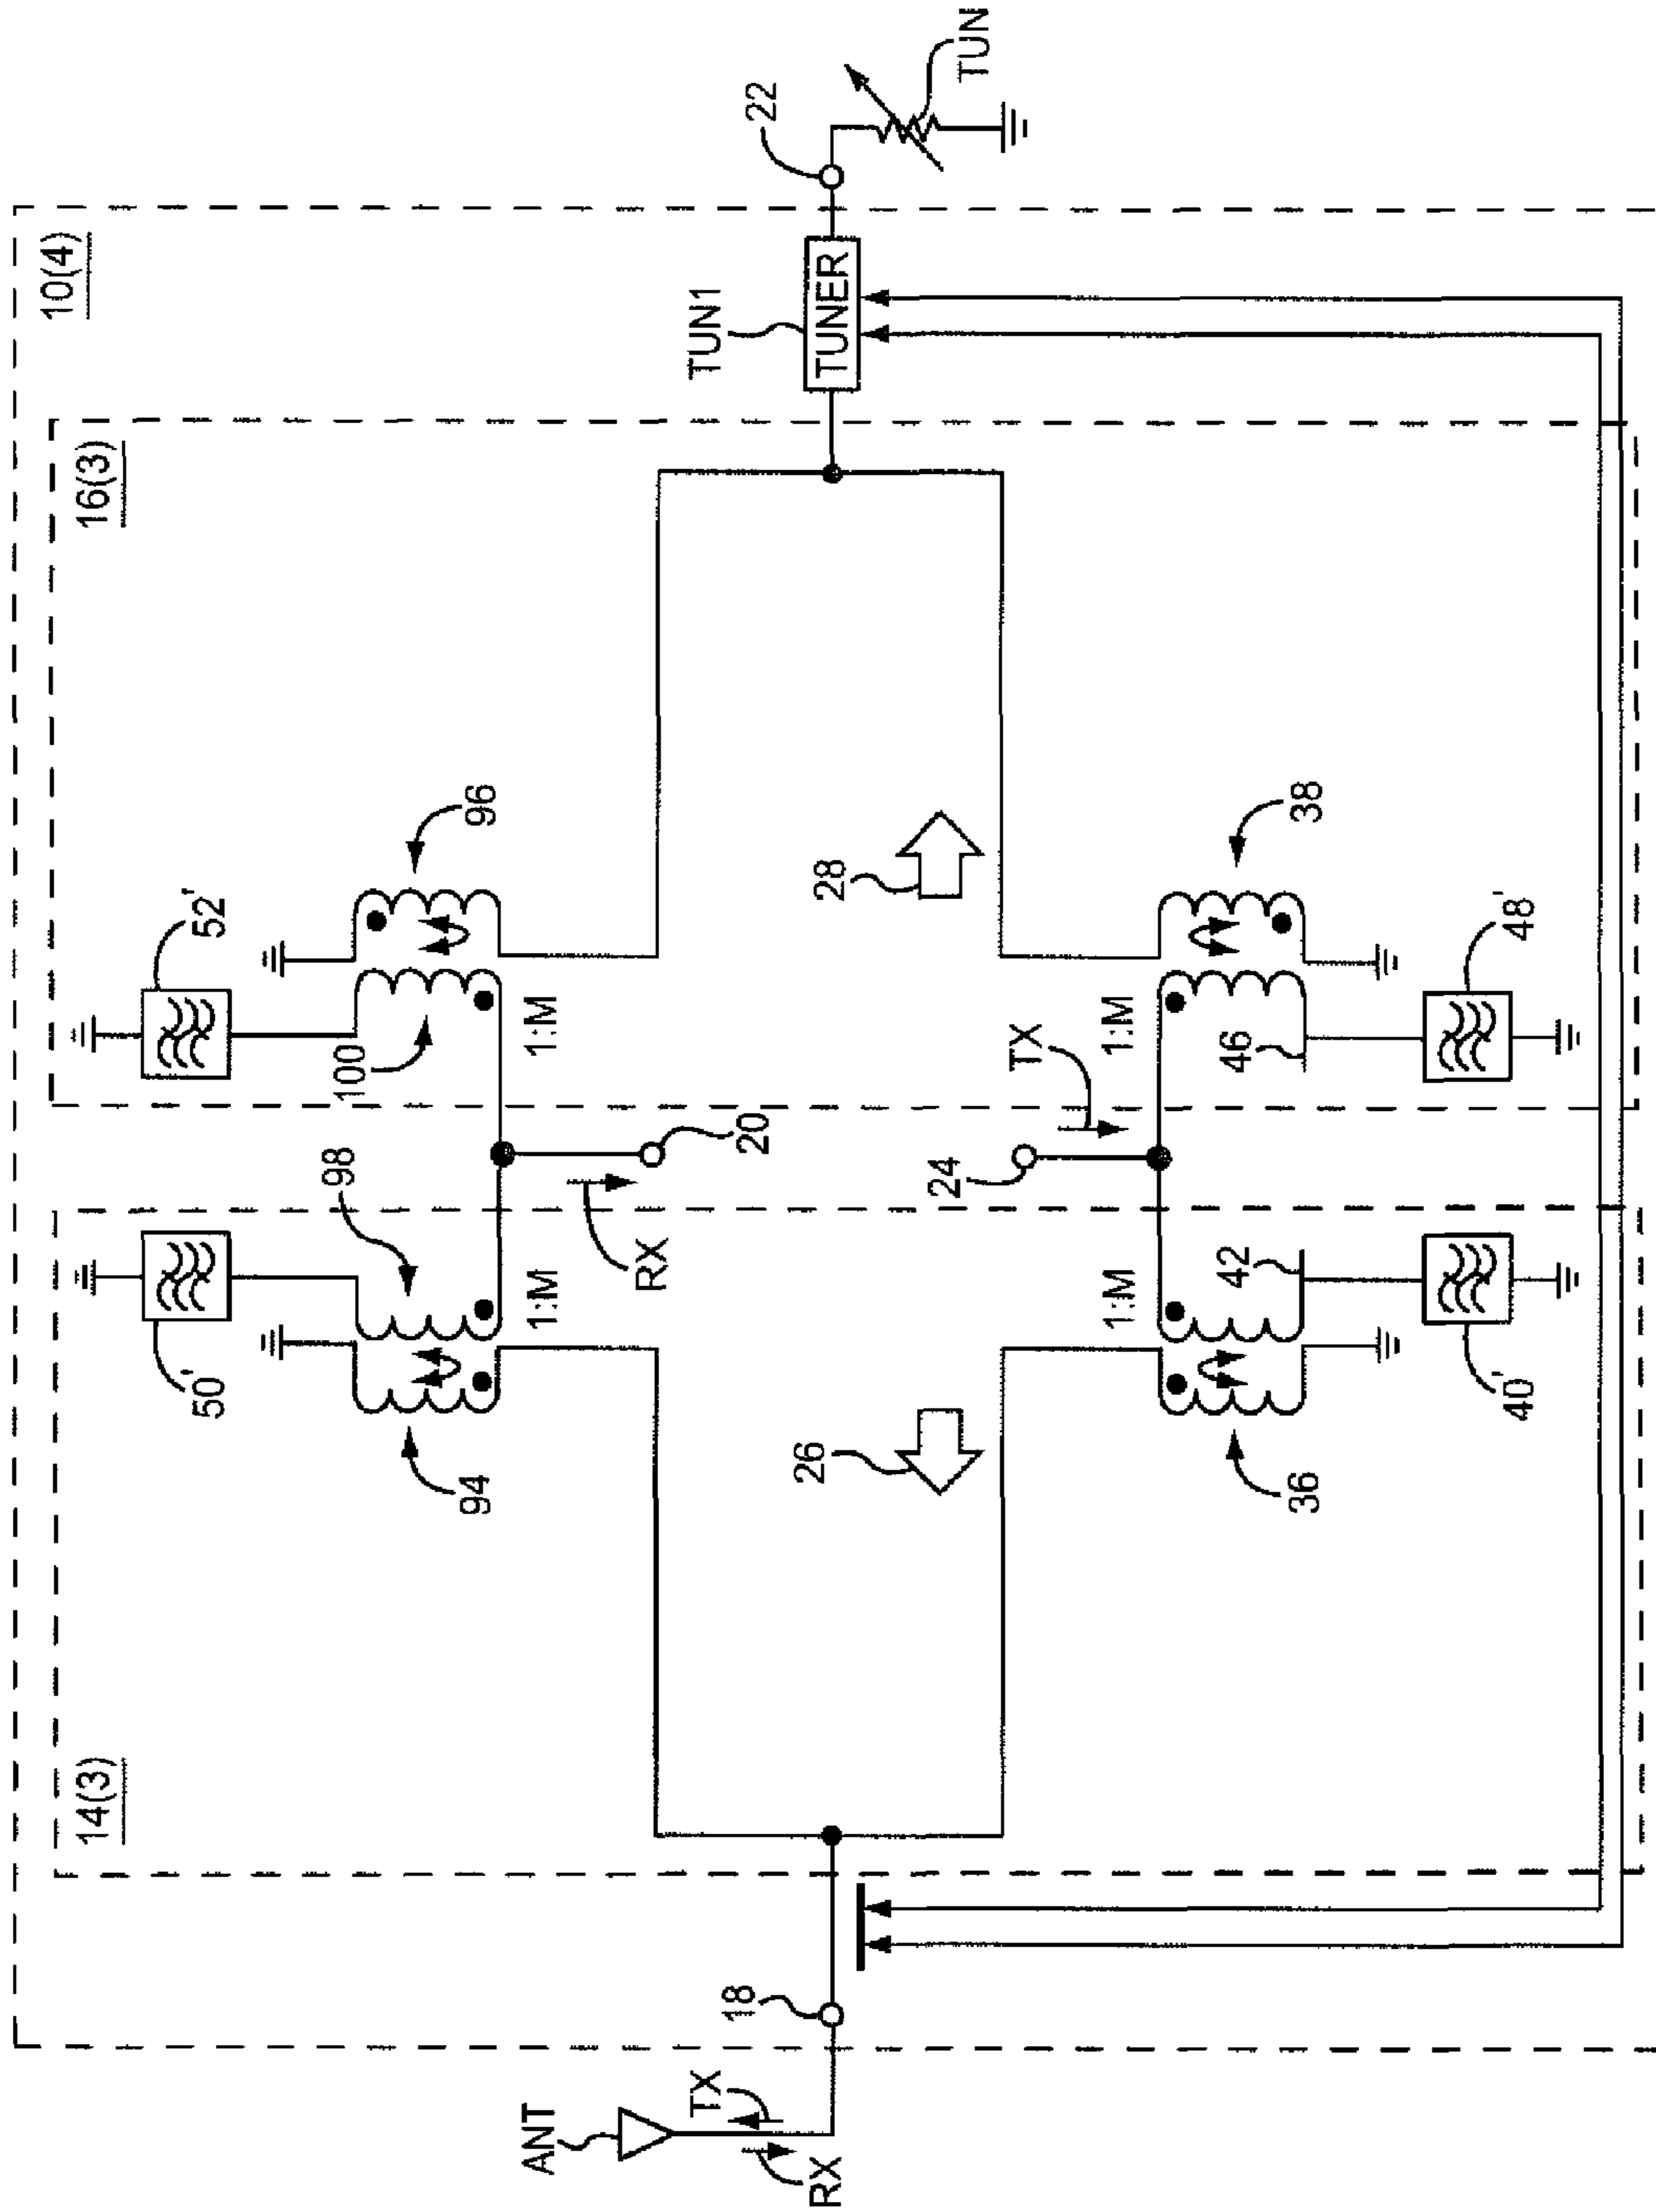 10(4)
14(3)
16(3)
50'
52'
98
100
94
96
1:M
1:M
RX
20
ANT
TX
RX
18
26
28
24
TX
TUN1
TUNER
22
TUN
1:M
1:M
42
46
36
38
40'
48'